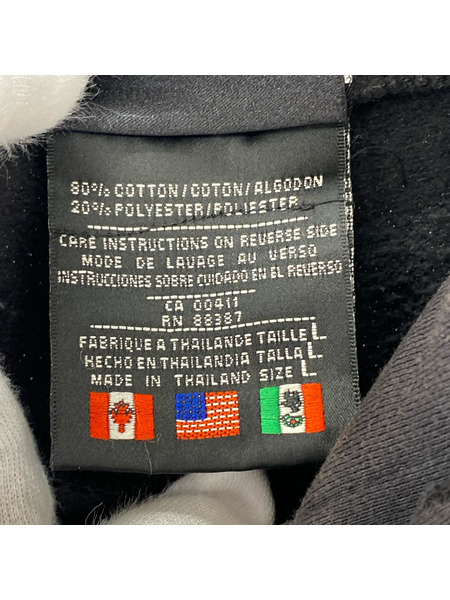 80% COTTON/COTON/ALGODON
20% POLYESTER/POLIESTER
CARE INSTRUCTIONS ON REVERSE SIDE
MODE DE LAVAGE AU VERSO
INSTRUCCIONES SOBRE CUIDADO EN EL REVERSO
CA 00411
RN 88387
FABRIQUE A THAILANDE TAILLE L
HECHO EN THAILANDIA TALLA L
MADE IN THAILAND SIZE L